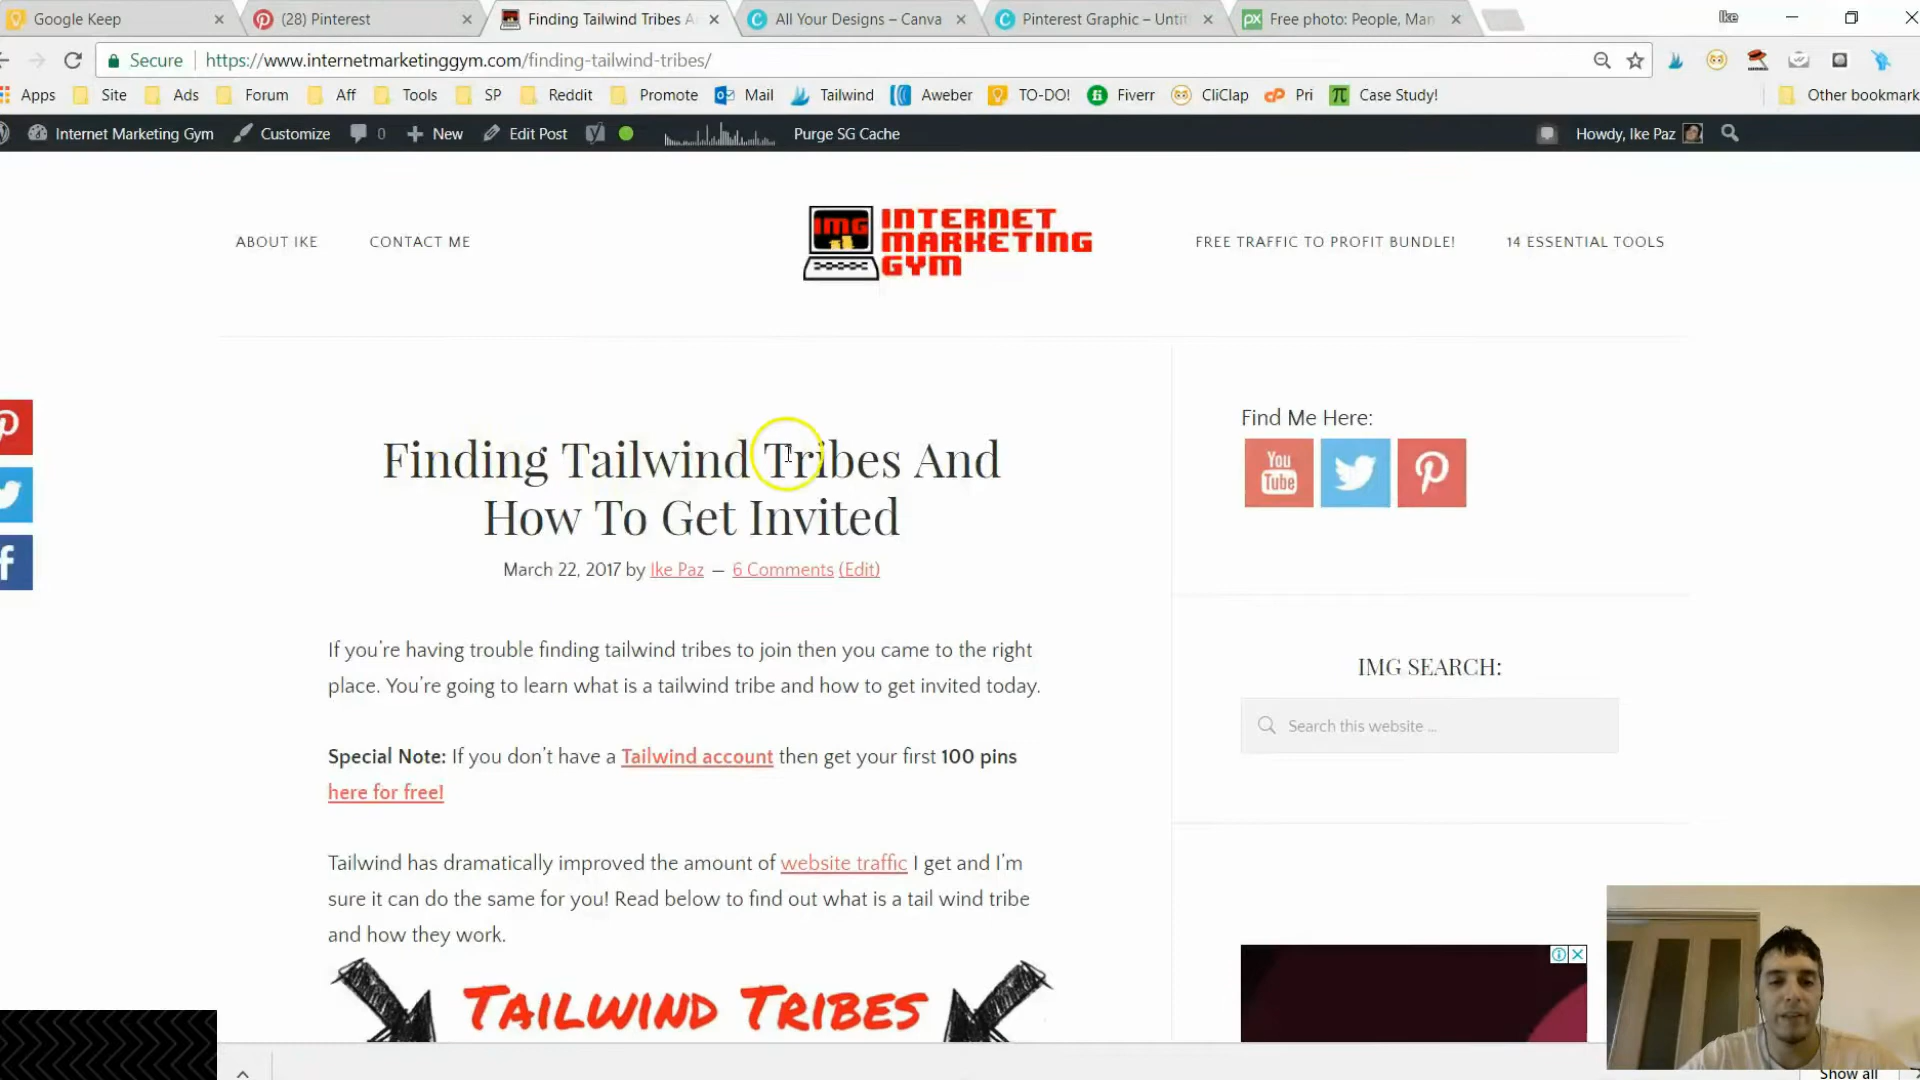 Google Keep
(28) Pinterest
Finding Tailwind Tribes A
All Your Designs – Canva
Pinterest Graphic – Untit
Free photo: People, Man
Ike
Secure https://www.internetmarketinggym.com/finding-tailwind-tribes/
Apps Site Ads Forum Aff Tools SP Reddit Promote Mail Tailwind Aweber TO-DO! Fiverr CliClap Pri Case Study! Other bookmark
Internet Marketing Gym Customize 0 New Edit Post Purge SG Cache Howdy, Ike Paz
ABOUT IKE CONTACT ME
IMG
INTERNET
MARKETING
GYM
FREE TRAFFIC TO PROFIT BUNDLE! 14 ESSENTIAL TOOLS
Finding Tailwind Tribes And
How To Get Invited
March 22, 2017 by Ike Paz — 6 Comments (Edit)
If you're having trouble finding tailwind tribes to join then you came to the right
place. You're going to learn what is a tailwind tribe and how to get invited today.
Special Note: If you don't have a Tailwind account then get your first 100 pins
here for free!
Tailwind has dramatically improved the amount of website traffic I get and I'm
sure it can do the same for you! Read below to find out what is a tail wind tribe
and how they work.
TAILWIND TRIBES
Find Me Here:
You
Tube
IMG SEARCH:
Search this website ...
Show all